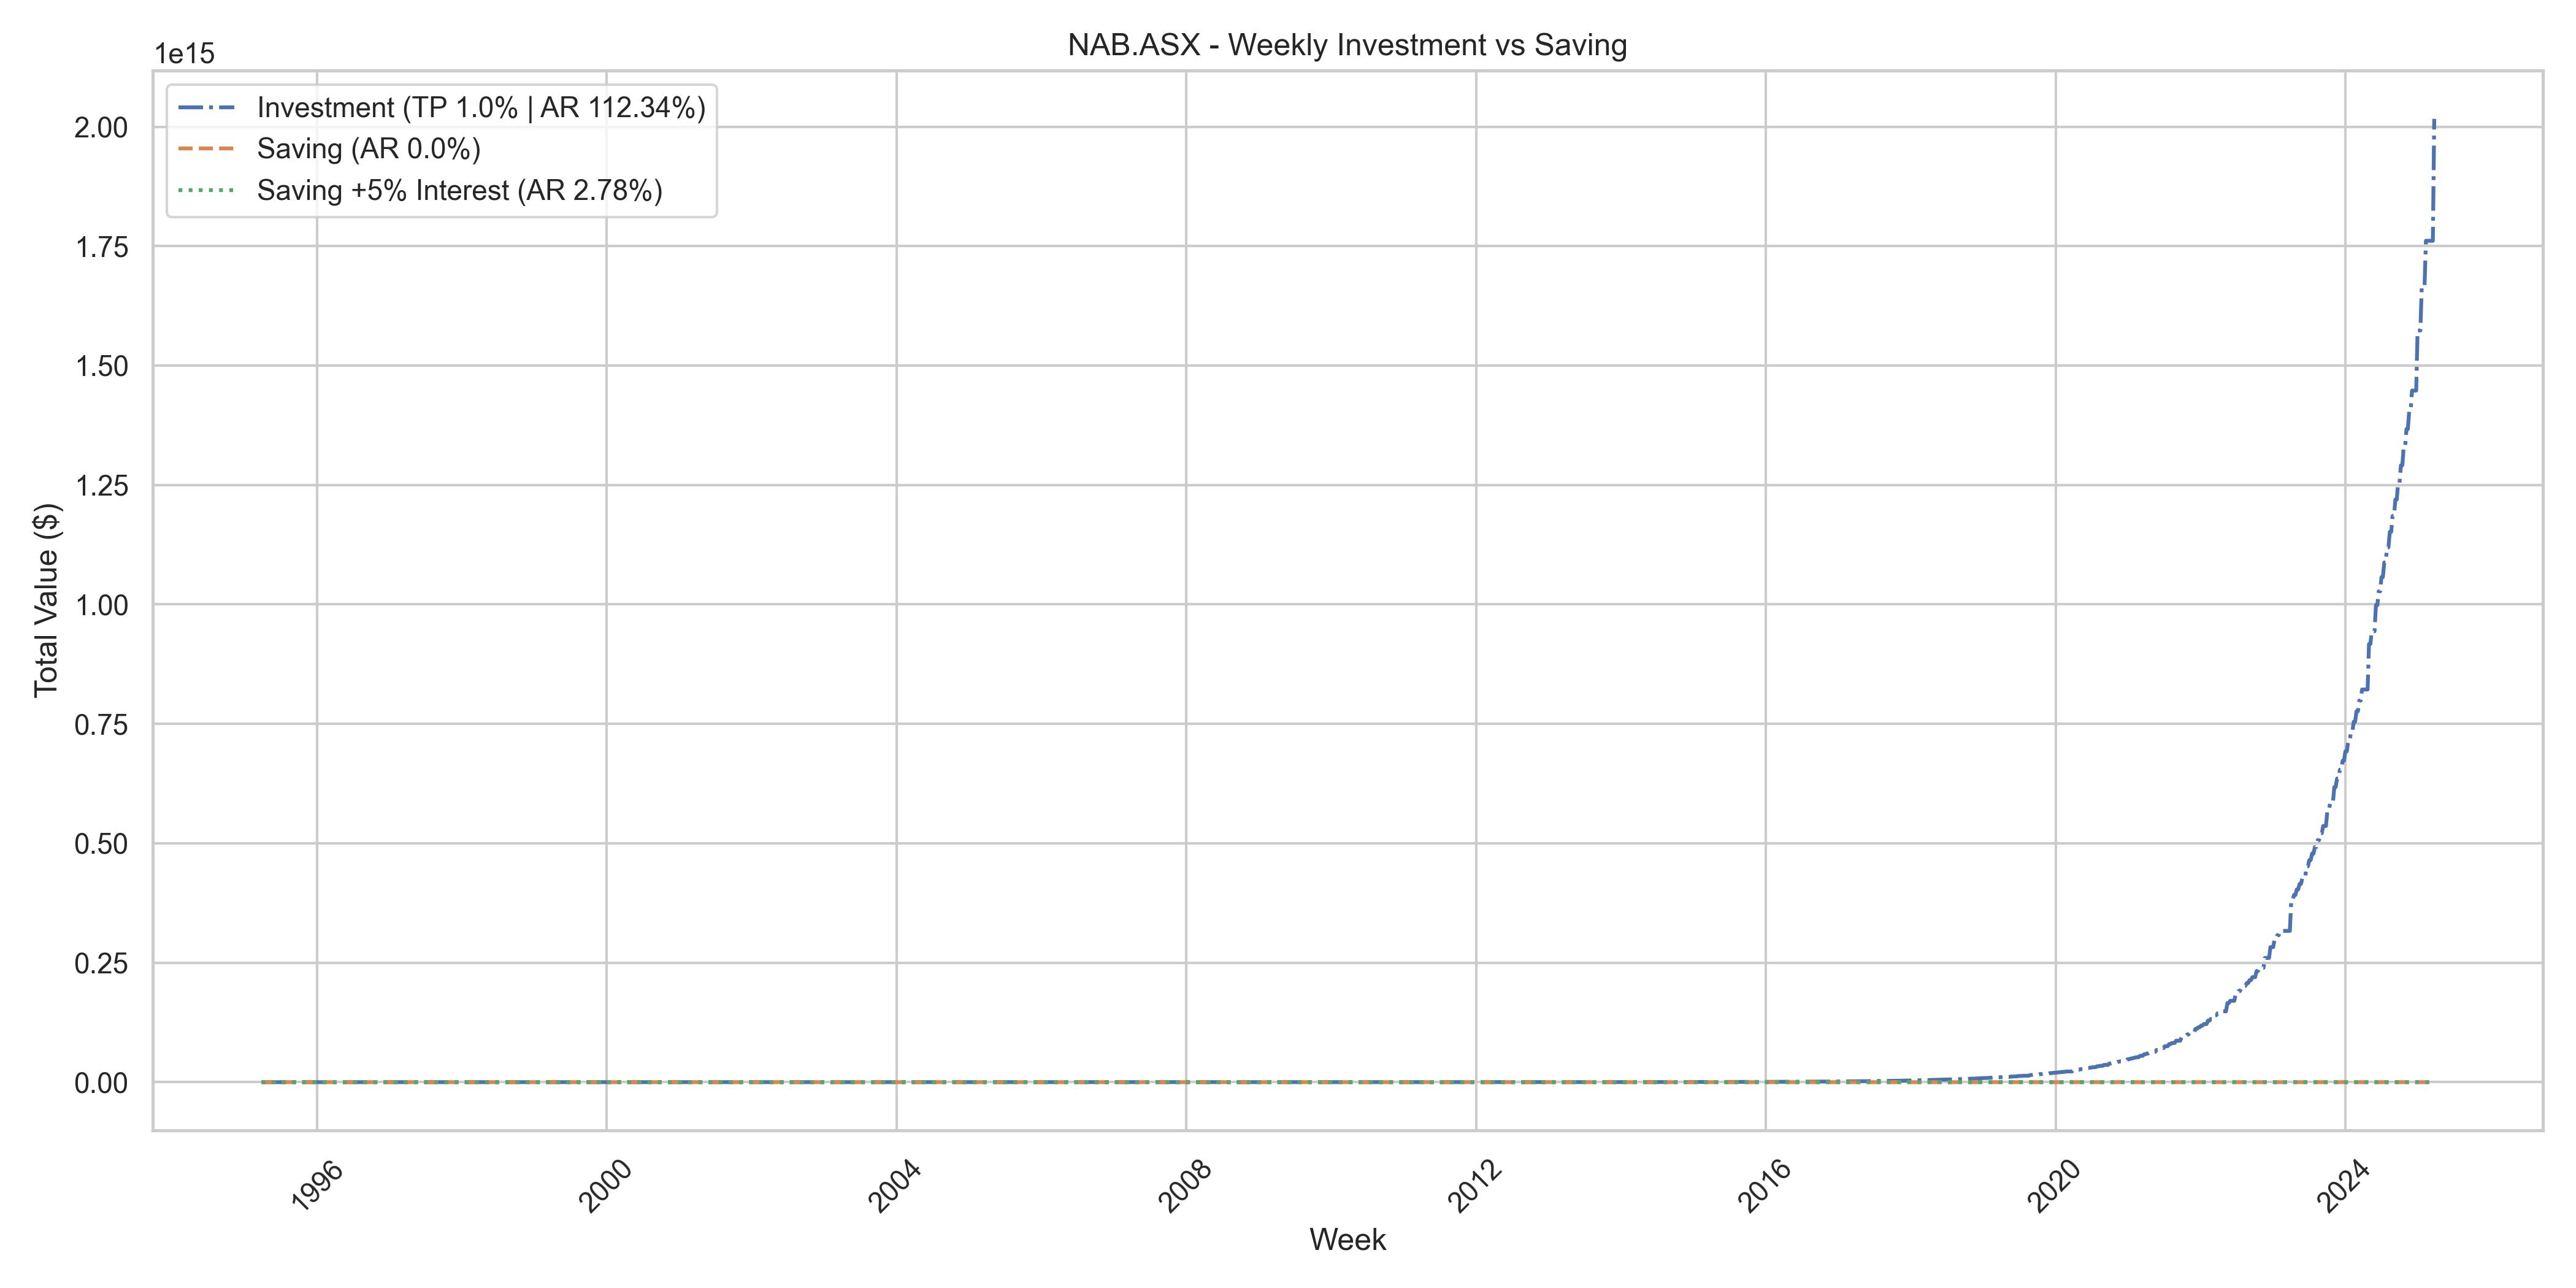 NAB.ASX - Weekly Investment vs Saving
1e15
Investment (TP 1.0% | AR 112.34%)
Saving (AR 0.0%)
Saving +5% Interest (AR 2.78%)
2.00
1.75
1.50
1.25
1.00
0.75
0.50
0.25
0.00
Total Value ($)
1996
2000
2004
2008
2012
2016
2020
2024
Week